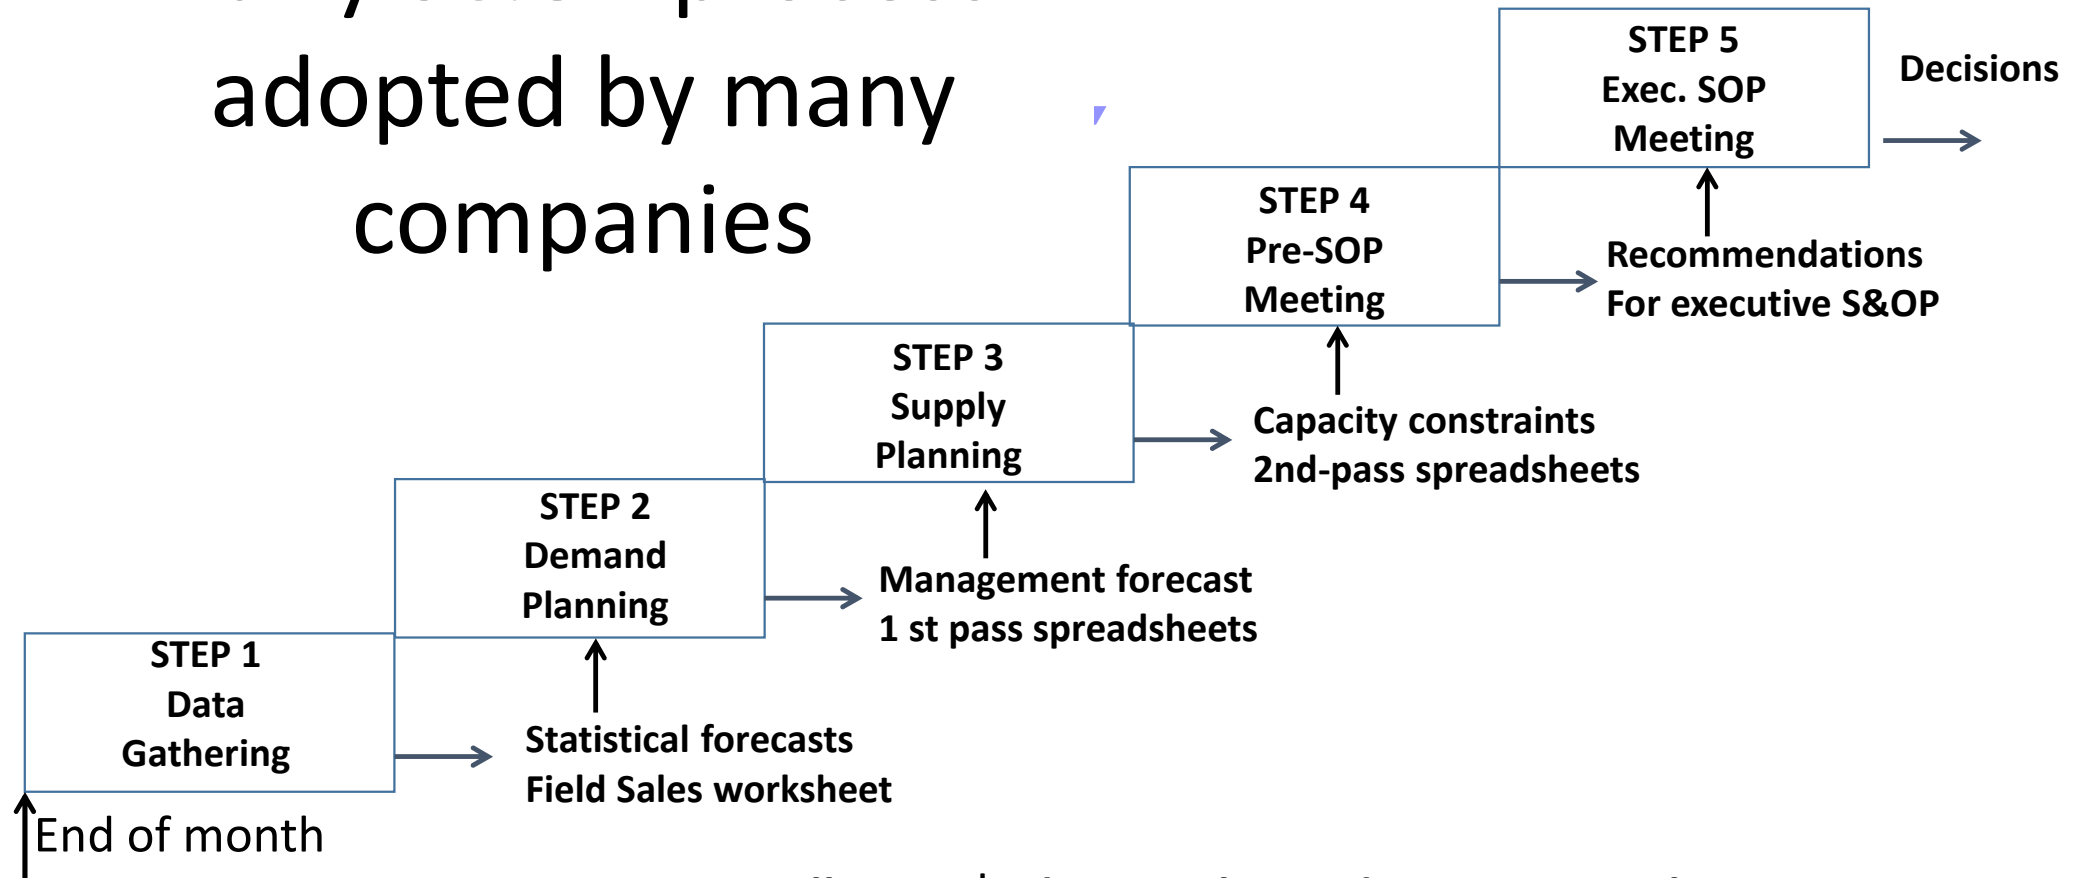 adopted by many
companies
STEP 5
Exec. SOP
Meeting
Decisions
STEP 4
Pre-SOP
Meeting
Recommendations
For executive S&OP
STEP 3
Supply
Planning
Capacity constraints
2nd-pass spreadsheets
STEP 2
Demand
Planning
Management forecast
1 st pass spreadsheets
STEP 1
Data
Gathering
Statistical forecasts
Field Sales worksheet
End of month